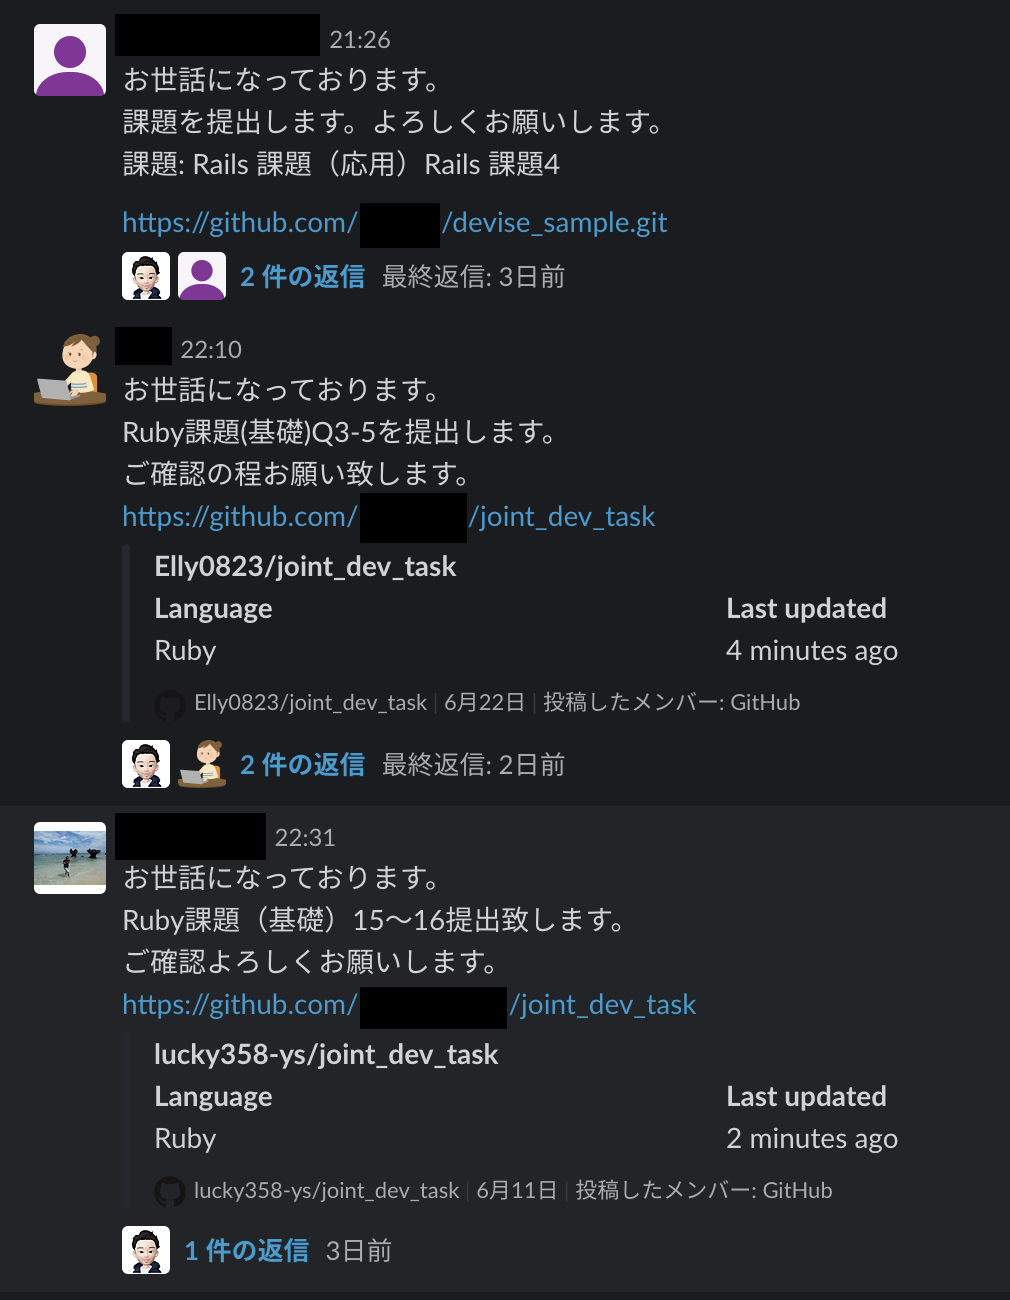 21:26
お世話になっております。
課題を提出します。よろしくお願いします。
課題: Rails 課題（応用）Rails 課題4
https://github.com/ /devise_sample.git
2 件の返信 最終返信: 3日前
22:10
お世話になっております。
Ruby課題(基礎)Q3-5を提出します。
ご確認の程お願い致します。
https://github.com/ /joint_dev_task
Elly0823/joint_dev_task
Language Last updated
Ruby 4 minutes ago
Elly0823/joint_dev_task | 6月22日 | 投稿したメンバー: GitHub
2 件の返信 最終返信: 2日前
22:31
お世話になっております。
Ruby課題（基礎）15〜16提出致します。
ご確認よろしくお願いします。
https://github.com/ /joint_dev_task
lucky358-ys/joint_dev_task
Language Last updated
Ruby 2 minutes ago
lucky358-ys/joint_dev_task | 6月11日 | 投稿したメンバー: GitHub
1 件の返信 3日前